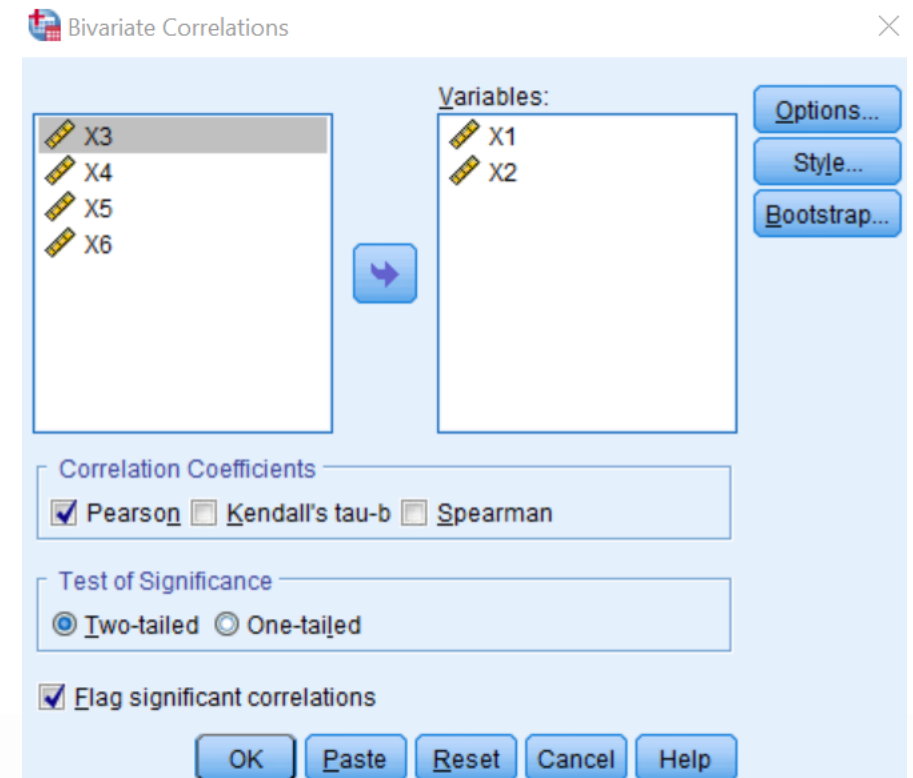 Bivariate Correlations
Variables:
X3
X4
X5
X6
X1
X2
Options...
Style...
Bootstrap...
Correlation Coefficients
Pearson Kendall's tau-b Spearman
Test of Significance
Two-tailed One-tailed
Flag significant correlations
OK Paste Reset Cancel Help